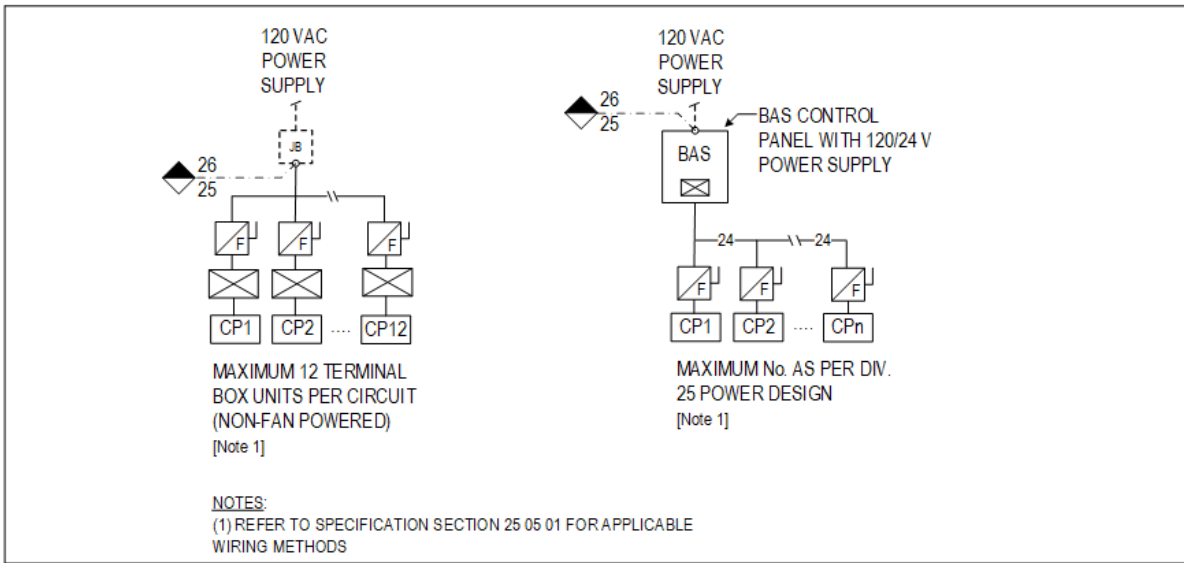 120 VAC
POWER
SUPPLY
JB
26
25
F
F
F
CP1
CP2
....
CP12
MAXIMUM 12 TERMINAL
BOX UNITS PER CIRCUIT
(NON-FAN POWERED)
[Note 1]
120 VAC
POWER
SUPPLY
26
25
BAS CONTROL
PANEL WITH 120/24 V
POWER SUPPLY
BAS
24
24
F
F
F
CP1
CP2
....
CPn
MAXIMUM No. AS PER DIV.
25 POWER DESIGN
[Note 1]
NOTES:
(1) REFER TO SPECIFICATION SECTION 25 05 01 FOR APPLICABLE
WIRING METHODS